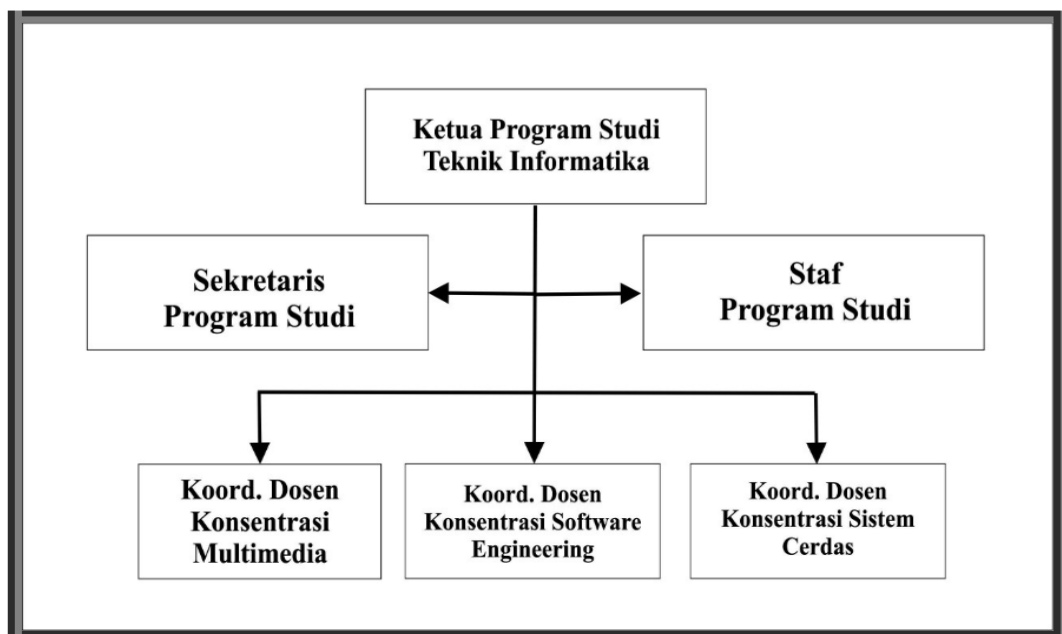 Ketua Program Studi
Teknik Informatika
Sekretaris
Program Studi
Staf
Program Studi
Koord. Dosen
Konsentrasi
Multimedia
Koord. Dosen
Konsentrasi Software
Engineering
Koord. Dosen
Konsentrasi Sistem
Cerdas